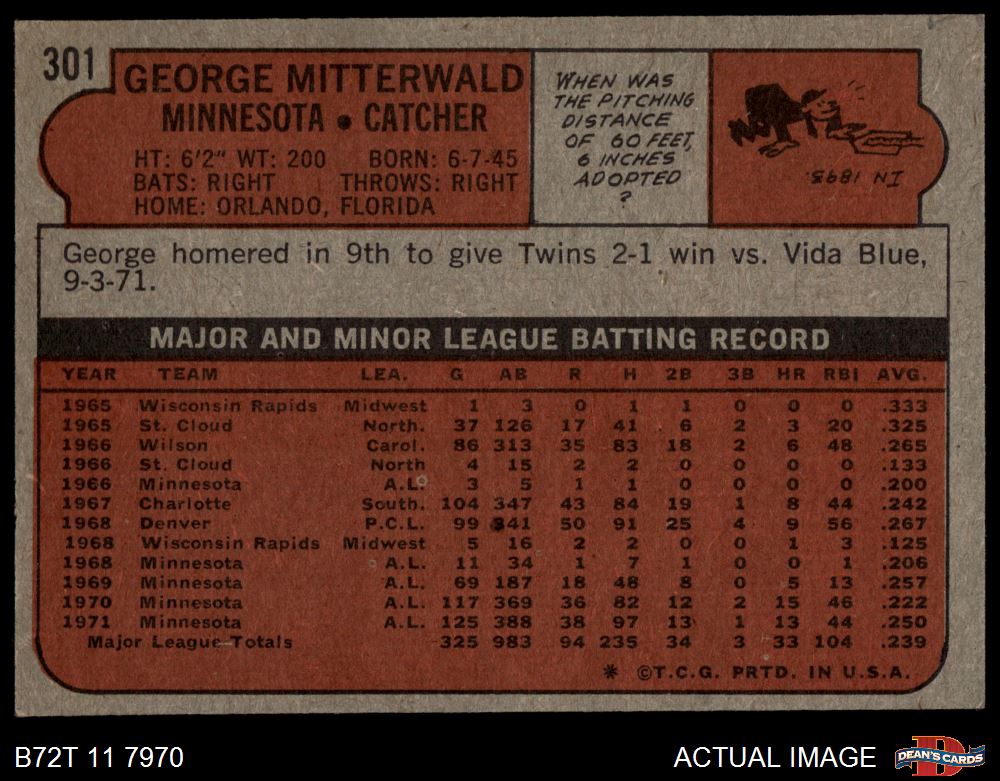 301
GEORGE MITTERWALD
MINNESOTA • CATCHER
HT: 6'2" WT: 200 BORN: 6-7-45
BATS: RIGHT THROWS: RIGHT
HOME: ORLANDO, FLORIDA
WHEN WAS
THE PITCHING
DISTANCE
OF 60 FEET,
6 INCHES
ADOPTED
?
IN 1893.
George homered in 9th to give Twins 2-1 win vs. Vida Blue,
9-3-71.
MAJOR AND MINOR LEAGUE BATTING RECORD
YEAR TEAM LEA. G AB R H 2B 3B HR RBI AVG.
1965 Wisconsin Rapids Midwest 1 3 0 1 1 0 0 0 .333
1965 St. Cloud North. 37 126 17 41 6 2 3 20 .325
1966 Wilson Carol. 86 313 35 83 18 2 6 48 .265
1966 St. Cloud North 4 15 2 2 0 0 0 0 .133
1966 Minnesota A.L. 3 5 1 1 0 0 0 0 .200
1967 Charlotte South. 104 347 43 84 19 1 8 44 .242
1968 Denver P.C.L. 99 341 50 91 25 4 9 56 .267
1968 Wisconsin Rapids Midwest 5 16 2 2 0 0 1 3 .125
1968 Minnesota A.L. 11 34 1 7 1 0 0 1 .206
1969 Minnesota A.L. 69 187 18 48 8 0 5 13 .257
1970 Minnesota A.L. 117 369 36 82 12 2 15 46 .222
1971 Minnesota A.L. 125 388 38 97 13 1 13 44 .250
Major League Totals 325 983 94 235 34 3 33 104 .239
* ©T.C.G. PRTD. IN U.S.A.
B72T 11 7970
ACTUAL IMAGE
D
DEAN'S CARDS